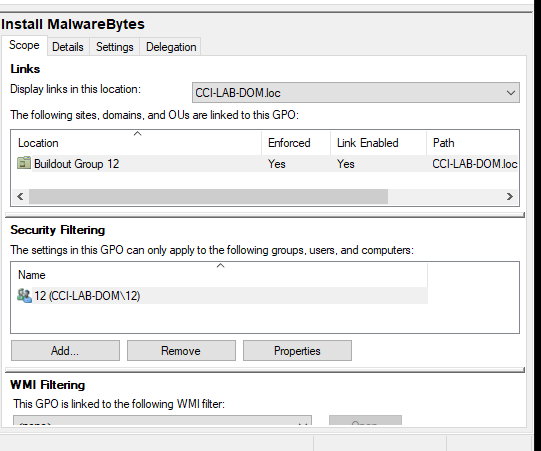 Install MalwareBytes
Scope Details Settings Delegation
Links
Display links in this location: CCI-LAB-DOM.loc
The following sites, domains, and OUs are linked to this GPO:
Location Enforced Link Enabled Path
Buildout Group 12 Yes Yes CCI-LAB-DOM.loc
Security Filtering
The settings in this GPO can only apply to the following groups, users, and computers:
Name
12 (CCI-LAB-DOM\12)
Add... Remove Properties
WMI Filtering
This GPO is linked to the following WMI filter:
<none> Open